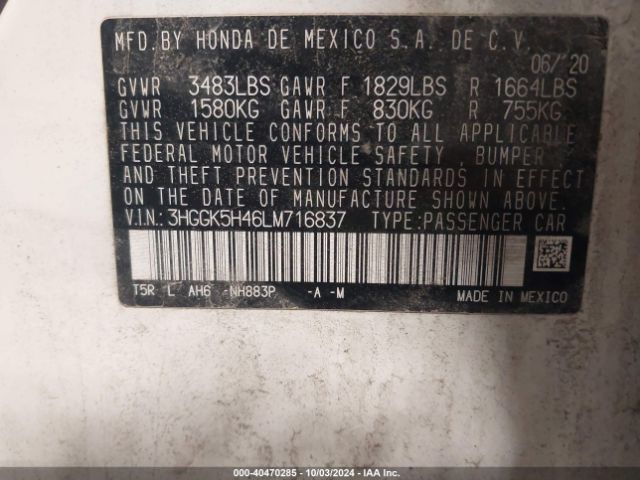 MFD.BY HONDA DE MEXICO S.A. DE C.V.
06/'20
GVWR 3483LBS GAWR F 1829LBS R 1664LBS
GVWR 1580KG GAWR F 830KG R 755KG
THIS VEHICLE CONFORMS TO ALL APPLICABLE
FEDERAL MOTOR VEHICLE SAFETY, BUMPER
AND THEFT PREVENTION STANDARDS IN EFFECT
ON THE DATE OF MANUFACTURE SHOWN ABOVE.
V.I.N.: 3HGGK5H46LM716837 TYPE:PASSENGER CAR
T5R L AH6 -NH883P -A -M MADE IN MEXICO
000-40470285 - 10/03/2024 - IAA Inc.